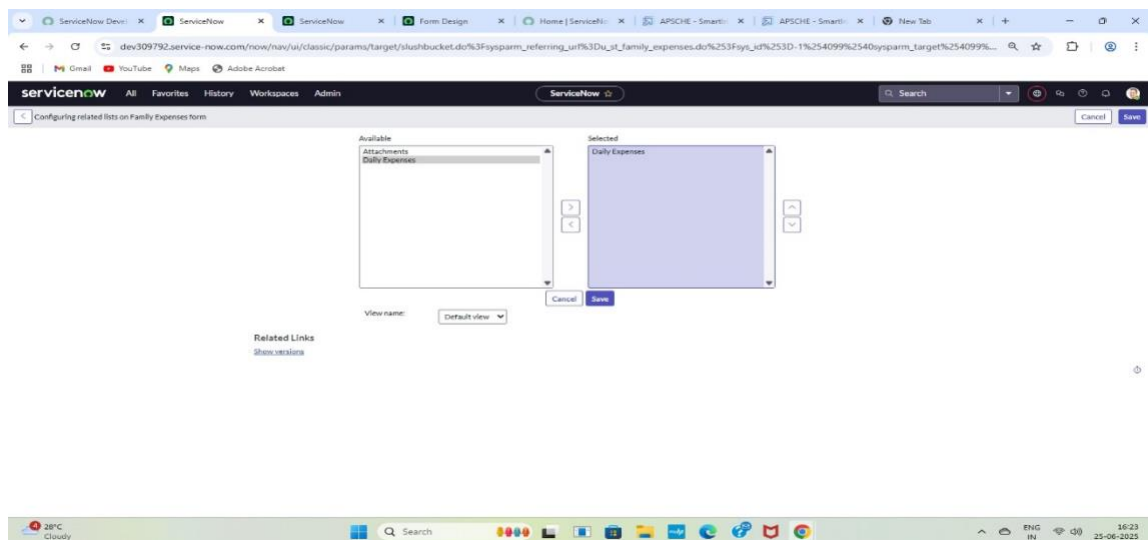 ServiceNow Devel
ServiceNow
ServiceNow
Form Design
Home | ServiceNo
APSCHE - Smartin
APSCHE - Smartin
New Tab
dev309792.service-now.com/now/nav/ui/classic/params/target/slushbucket.do%3Fsysparm_referring_url%3Du_st_family_expenses.do%253Fsys_id%253D-1%254099%2540sysparm_target%254099%...
Gmail YouTube Maps Adobe Acrobat
servicenow All Favorites History Workspaces Admin ServiceNow Search
Configuring related lists on Family Expenses form Cancel Save
Available Selected
Attachments Daily Expenses
Daily Expenses
Cancel Save
View name: Default view
Related Links
Show versions
4
28°C
Cloudy
Search
ENG
IN
16:23
25-06-2025